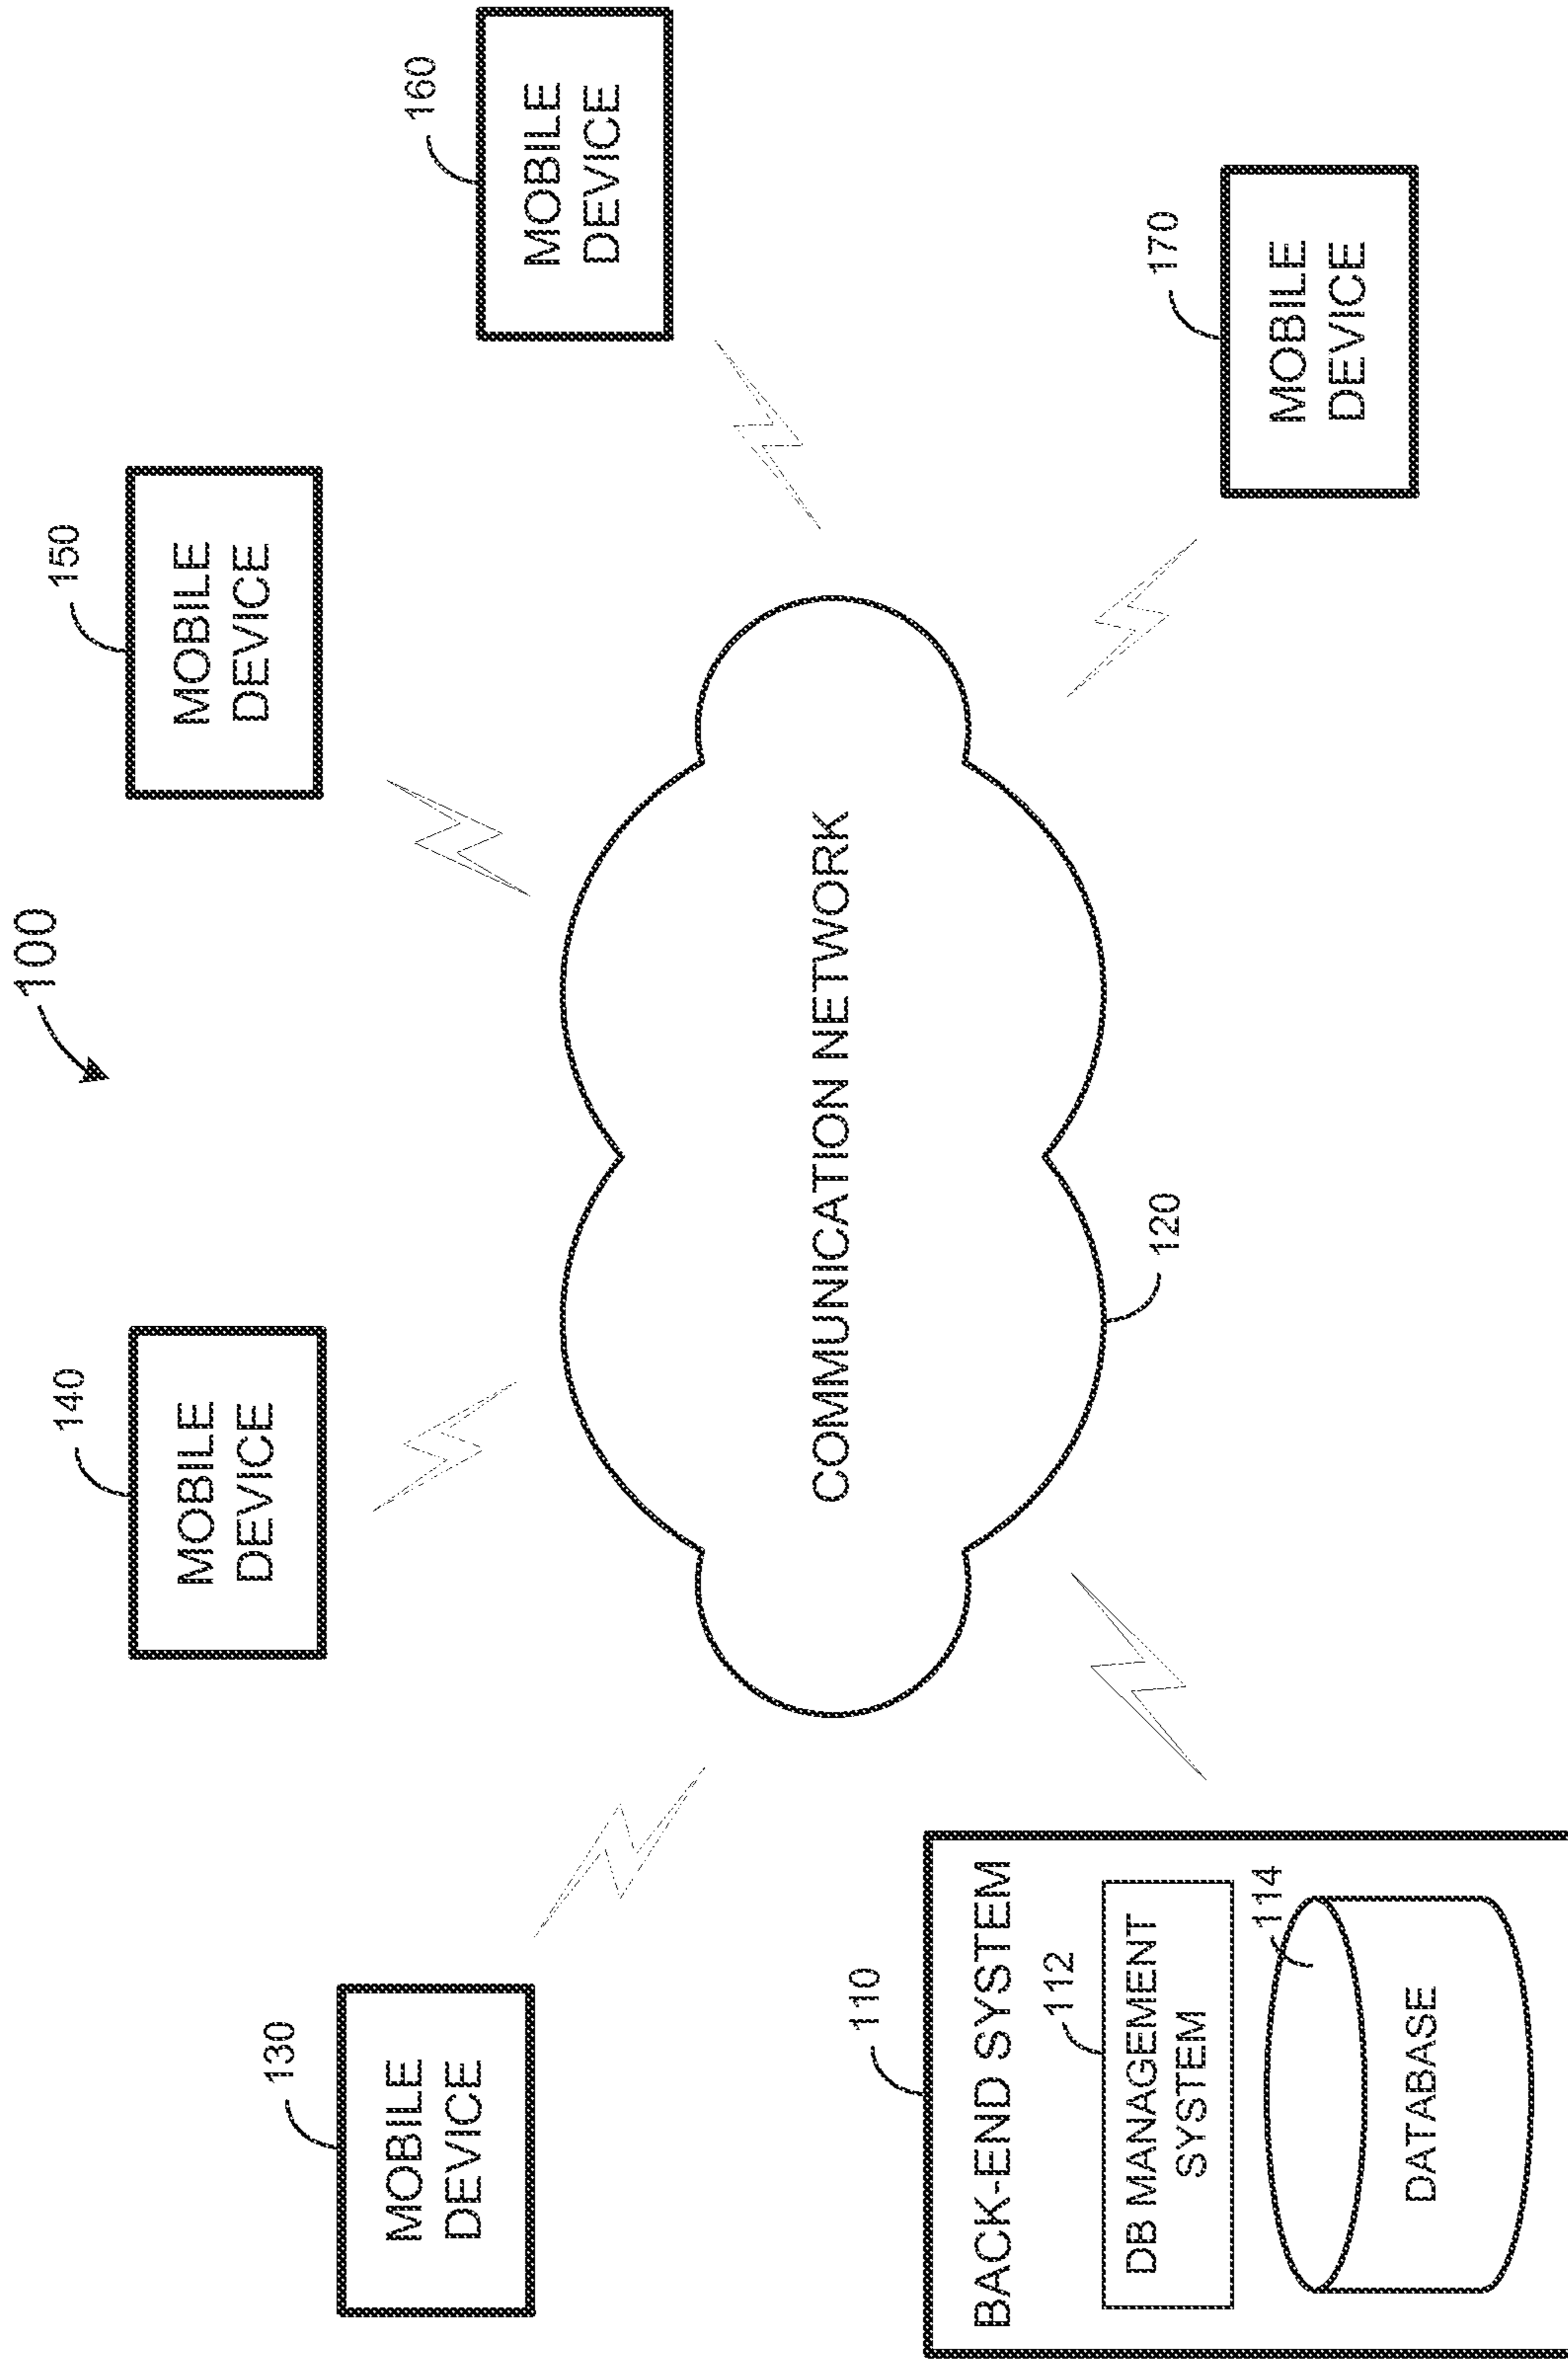 100
140
MOBILE
DEVICE
150
MOBILE
DEVICE
130
MOBILE
DEVICE
160
MOBILE
DEVICE
COMMUNICATION NETWORK
120
110
BACK-END SYSTEM
112
DB MANAGEMENT
SYSTEM
114
DATABASE
170
MOBILE
DEVICE